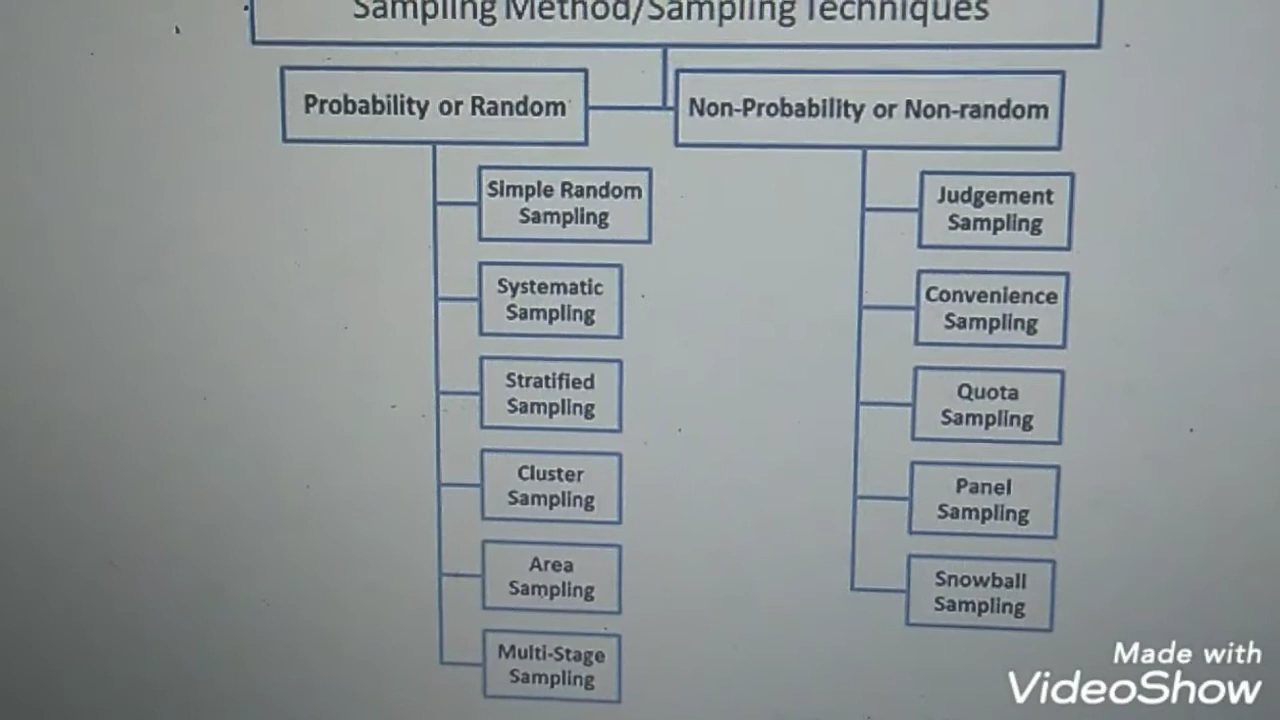 Sampling Method/Sampling Techniques
Probability or Random
Non-Probability or Non-random
Simple Random
Sampling
Systematic
Sampling
Stratified
Sampling
Cluster
Sampling
Area
Sampling
Multi-Stage
Sampling
Judgement
Sampling
Convenience
Sampling
Quota
Sampling
Panel
Sampling
Snowball
Sampling
Made with
VideoShow